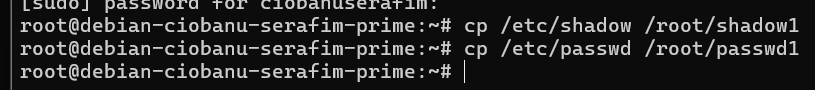 [sudo] password for ciobanuserafim:
root@debian-ciobanu-serafim-prime:~# cp /etc/shadow /root/shadow1
root@debian-ciobanu-serafim-prime:~# cp /etc/passwd /root/passwd1
root@debian-ciobanu-serafim-prime:~#